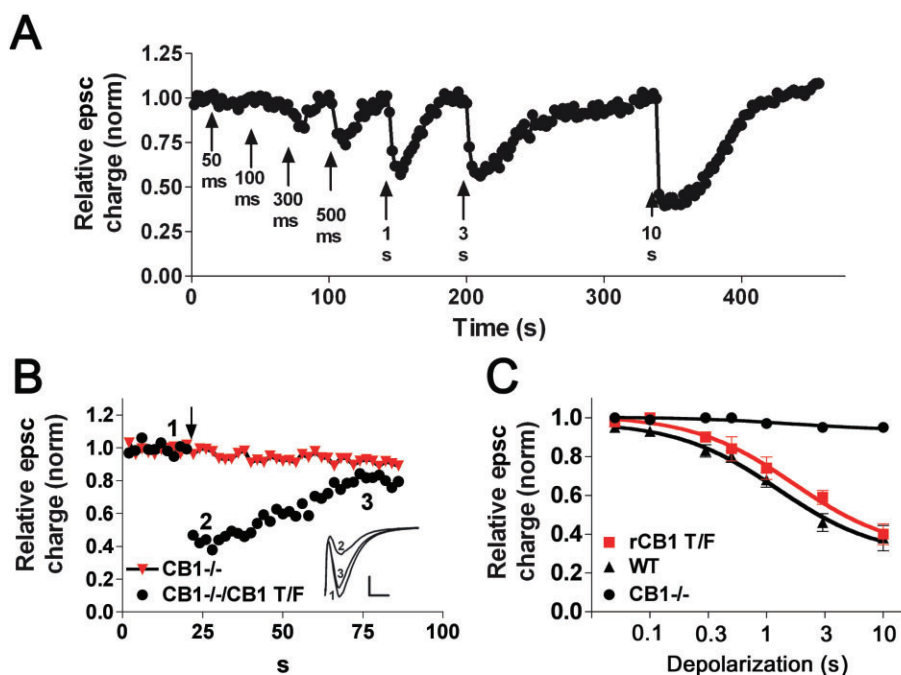 A
Relative epsc
charge (norm)
1.25
1.00
0.75
0.50
0.25
0.00
50
ms
100
ms
300
ms
500
ms
1
s
3
s
10
s
0
100
200
300
400
Time (s)
B
Relative epsc
charge (norm)
1.2
1.0
0.8
0.6
0.4
0.2
0.0
1
2
3
CB1-/-
CB1-/-/CB1 T/F
2
3
1
0
25
50
75
100
s
C
Relative epsc
charge (norm)
1.0
0.8
0.6
0.4
0.2
0.0
rCB1 T/F
WT
CB1-/-
0.1
0.3
1
3
10
Depolarization (s)